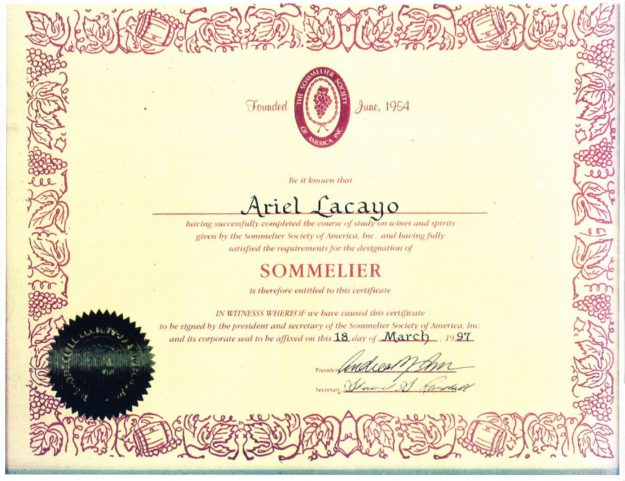 THE SOMMELIER SOCIETY
OF AMERICA INC.
Founded June, 1954
Be it known that
Ariel Lacayo
having successfully completed the course of study on wines and spirits
given by the Sommelier Society of America, Inc., and having fully
satisfied the requirements for the designation of
SOMMELIER
is therefore entitled to this certificate
IN WITNESSS WHEREOF we have caused this certificate
to be signed by the president and secretary of the Sommelier Society of America, Inc.
and its corporate seal to be affixed on this 18 day of March, 1997
President
Secretary